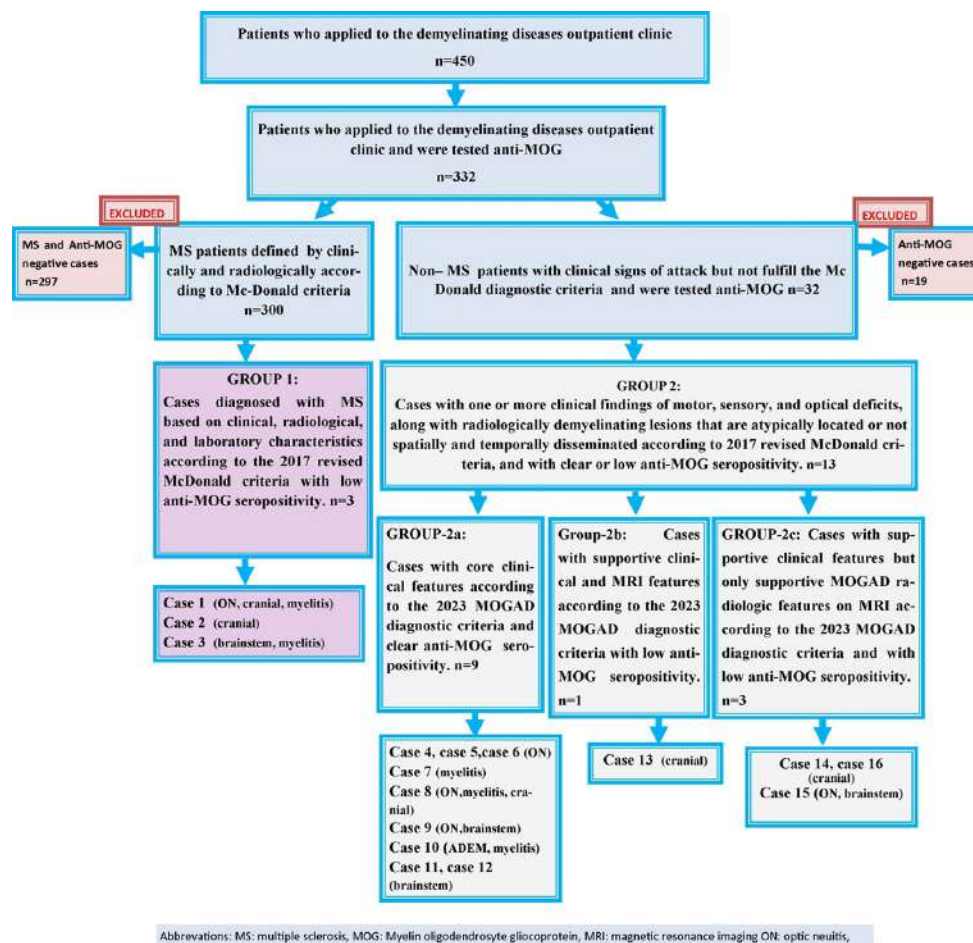 Patients who applied to the demyelinating diseases outpatient clinic
n=450
Patients who applied to the demyelinating diseases outpatient
clinic and were tested anti-MOG
n=332
EXCLUDED
EXCLUDED
MS and Anti-MOG
negative cases
n=297
MS patients defined by clin-
ically and radiologically accor-
ding to Mc-Donald criteria
n=300
Non– MS patients with clinical signs of attack but not fulfill the Mc
Donald diagnostic criteria and were tested anti-MOG n=32
Anti-MOG
negative cases
n=19
GROUP 1:
Cases diagnosed with MS
based on clinical, radiological,
and laboratory characteristics
according to the 2017 revised
McDonald criteria with low
anti-MOG seropositivity. n=3
GROUP 2:
Cases with one or more clinical findings of motor, sensory, and optical deficits,
along with radiologically demyelinating lesions that are atypically located or not
spatially and temporally disseminated according to 2017 revised McDonald cri-
teria, and with clear or low anti-MOG seropositivity. n=13
GROUP-2a:
Cases with core clinical
features according to
the 2023 MOGAD
diagnostic criteria and
clear anti-MOG sero-
positivity. n=9
Group-2b: Cases
with supportive clini-
cal and MRI features
according to the 2023
MOGAD diagnostic
criteria with low anti-
MOG seropositivity.
n=1
GROUP-2c: Cases with sup-
portive clinical features but
only supportive MOGAD ra-
diologic features on MRI ac-
cording to the 2023 MOGAD
diagnostic criteria and with
low anti-MOG seropositivity.
n=3
Case 1 (ON, cranial, myelitis)
Case 2 (cranial)
Case 3 (brainstem, myelitis)
Case 4, case 5,case 6 (ON)
Case 7 (myelitis)
Case 8 (ON,myelitis, cra-
nial)
Case 9 (ON,brainstem)
Case 10 (ADEM, myelitis)
Case 11, case 12
(brainstem)
Case 13 (cranial)
Case 14, case 16
(cranial)
Case 15 (ON, brainstem)
Abbrevations: MS: multiple sclerosis, MOG: Myelin oligodendrosyte gliocoprotein, MRI: magnetic resonance imaging ON: optic neuitis,